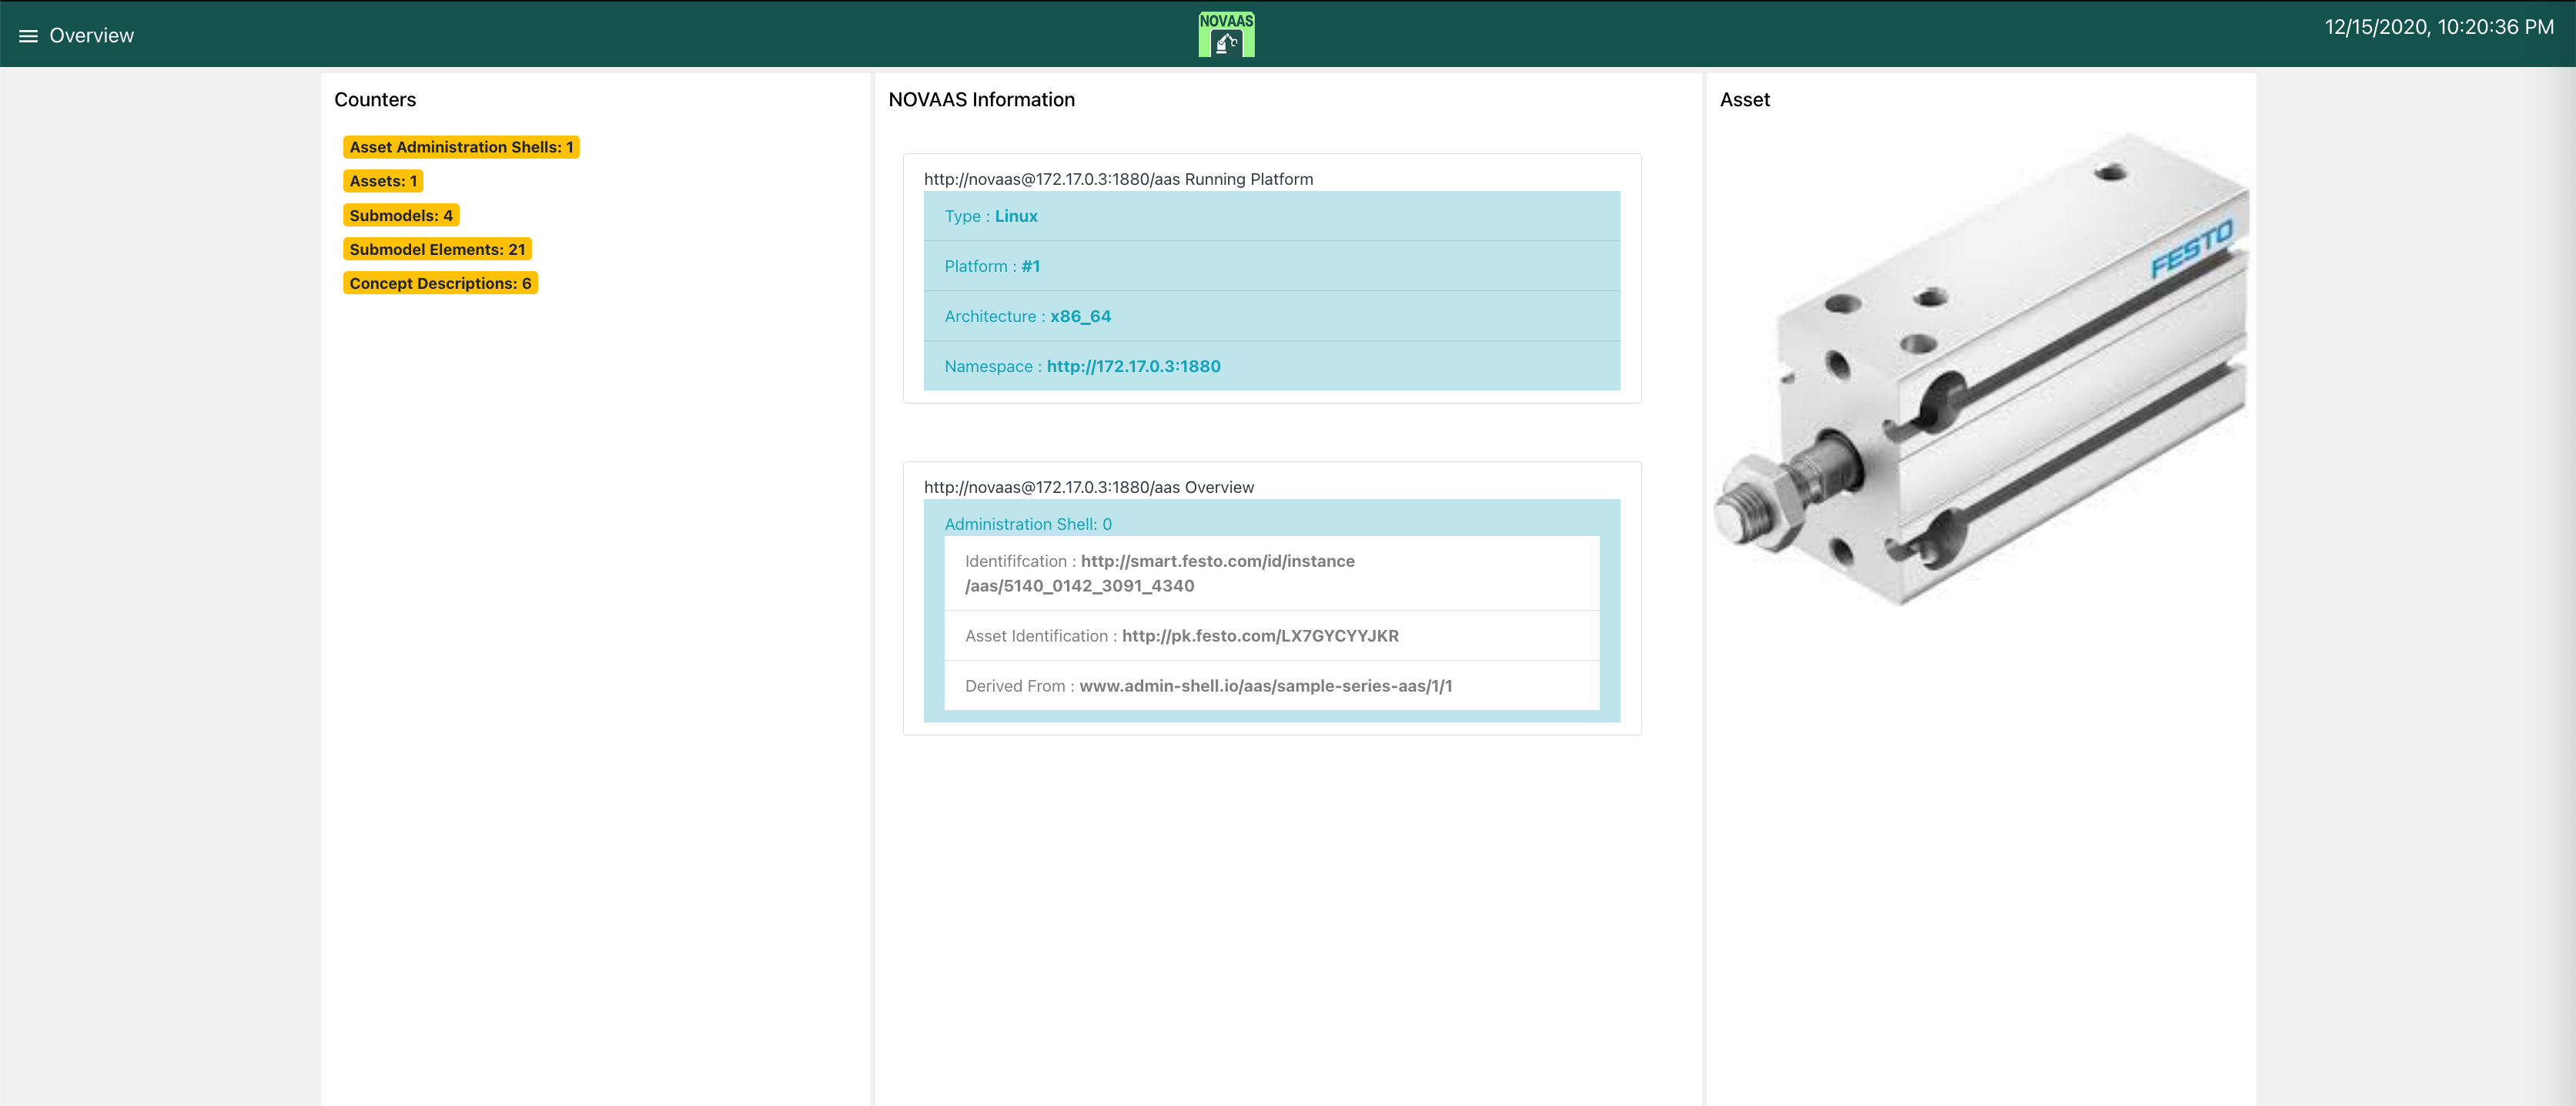 Overview
NOVAAS
12/15/2020, 10:20:36 PM
Counters
Asset Administration Shells: 1
Assets: 1
Submodels: 4
Submodel Elements: 21
Concept Descriptions: 6
NOVAAS Information
http://novaas@172.17.0.3:1880/aas Running Platform
Type : Linux
Platform : #1
Architecture : x86_64
Namespace : http://172.17.0.3:1880
http://novaas@172.17.0.3:1880/aas Overview
Administration Shell: 0
Identififcation : http://smart.festo.com/id/instance
/aas/5140_0142_3091_4340
Asset Identification : http://pk.festo.com/LX7GYCYYJKR
Derived From : www.admin-shell.io/aas/sample-series-aas/1/1
Asset
FESTO